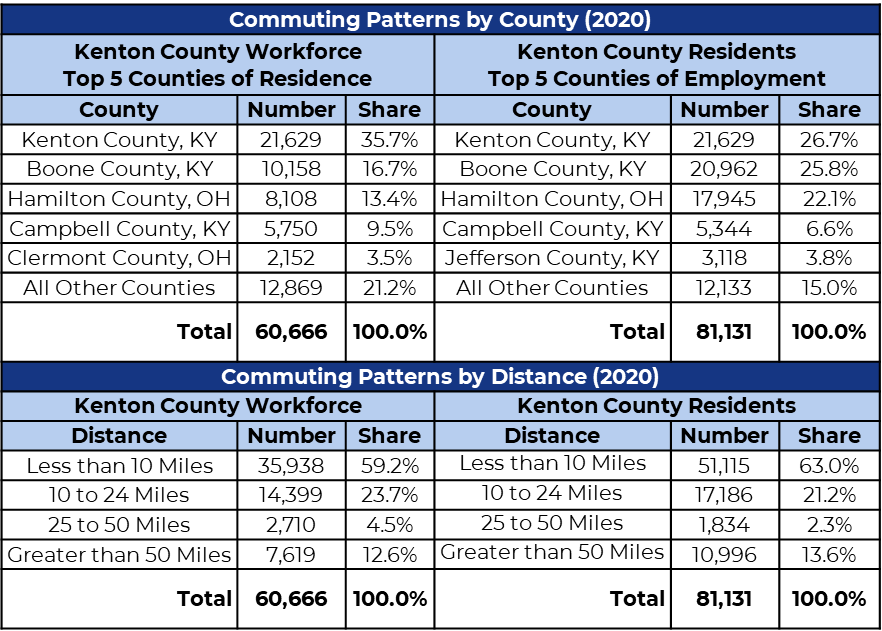 Commuting Patterns by County (2020)
Kenton County Workforce
Top 5 Counties of Residence
Kenton County Residents
Top 5 Counties of Employment
County Number Share County Number Share
Kenton County, KY 21,629 35.7% Kenton County, KY 21,629 26.7%
Boone County, KY 10,158 16.7% Boone County, KY 20,962 25.8%
Hamilton County, OH 8,108 13.4% Hamilton County, OH 17,945 22.1%
Campbell County, KY 5,750 9.5% Campbell County, KY 5,344 6.6%
Clermont County, OH 2,152 3.5% Jefferson County, KY 3,118 3.8%
All Other Counties 12,869 21.2% All Other Counties 12,133 15.0%
Total 60,666 100.0% Total 81,131 100.0%
Commuting Patterns by Distance (2020)
Kenton County Workforce Kenton County Residents
Distance Number Share Distance Number Share
Less than 10 Miles 35,938 59.2% Less than 10 Miles 51,115 63.0%
10 to 24 Miles 14,399 23.7% 10 to 24 Miles 17,186 21.2%
25 to 50 Miles 2,710 4.5% 25 to 50 Miles 1,834 2.3%
Greater than 50 Miles 7,619 12.6% Greater than 50 Miles 10,996 13.6%
Total 60,666 100.0% Total 81,131 100.0%